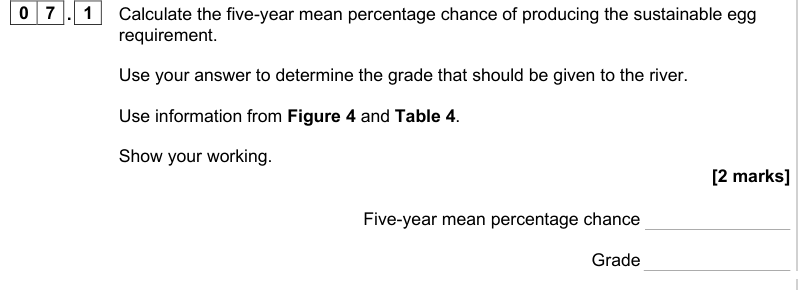 0 7 . 1 Calculate the five-year mean percentage chance of producing the sustainable egg
requirement.
Use your answer to determine the grade that should be given to the river.
Use information from Figure 4 and Table 4.
Show your working.
[2 marks]
Five-year mean percentage chance
Grade